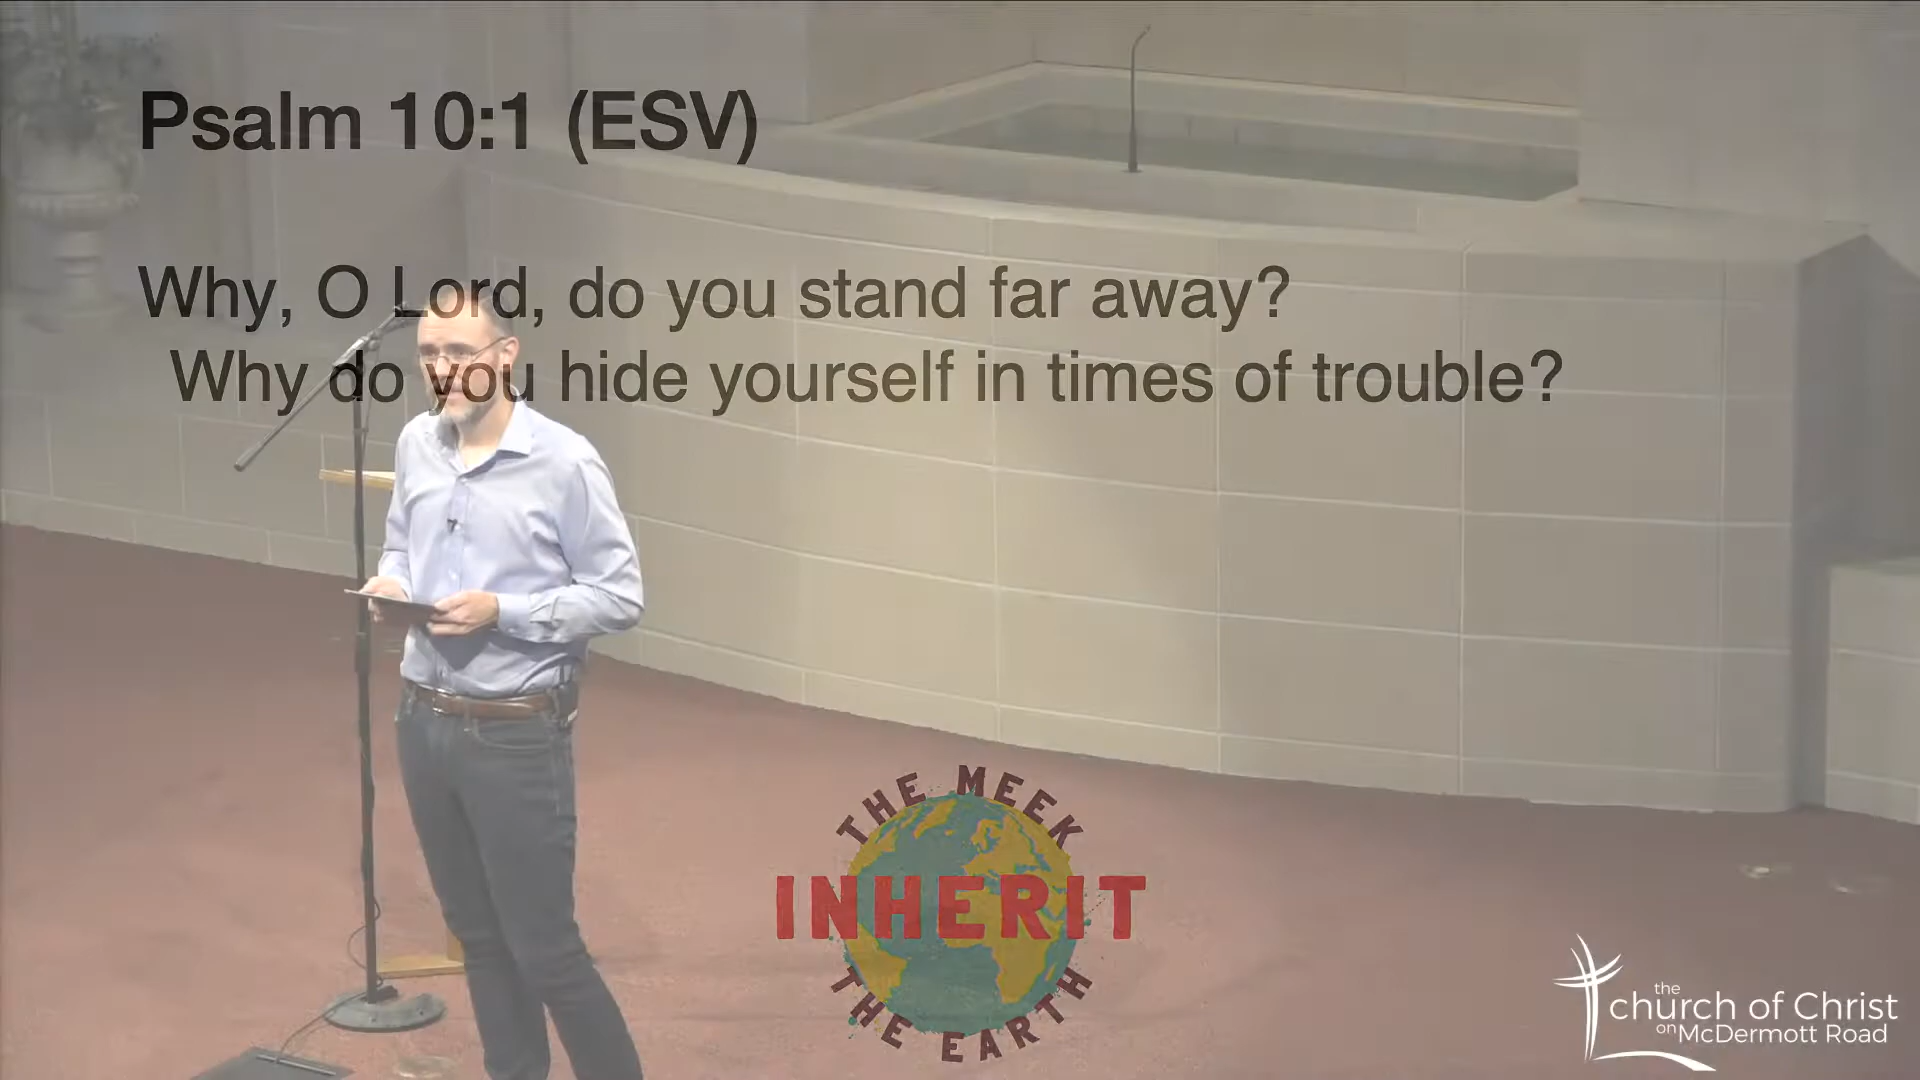 Psalm 10:1 (ESV)
Why, O Lord, do you stand far away?
Why do you hide yourself in times of trouble?
THE MEEK
INHERIT
THE EARTH
the
church of Christ
on McDermott Road